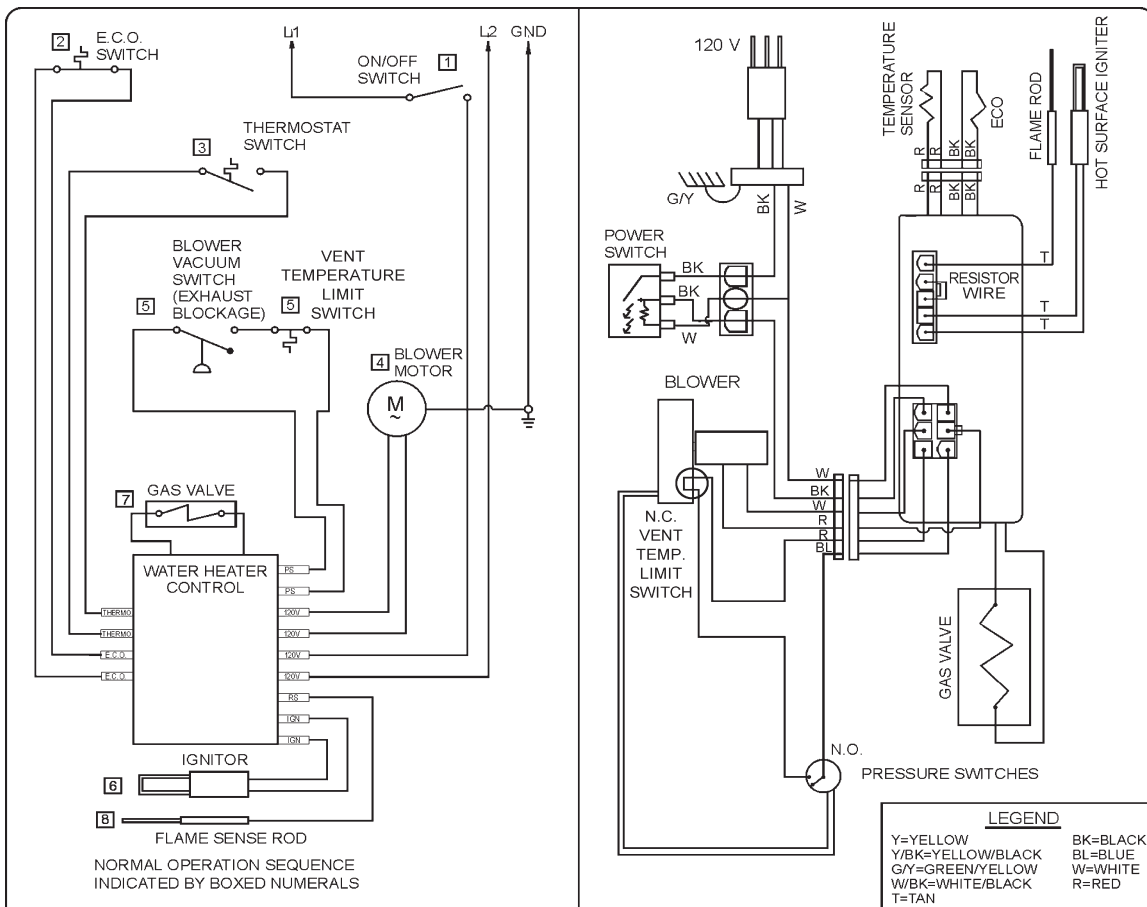 2
E.C.O.
SWITCH
L1
L2
GND
ON/OFF
SWITCH
1
THERMOSTAT
SWITCH
3
BLOWER
VACUUM
SWITCH
(EXHAUST
BLOCKAGE)
5
VENT
TEMPERATURE
LIMIT
SWITCH
5
4
BLOWER
MOTOR
M
~
7
GAS VALVE
WATER HEATER
CONTROL
THERMO
THERMO
E.C.O.
E.C.O.
PS
PS
120V
120V
120V
120V
RS
IGN
IGN
IGNITOR
6
8
FLAME SENSE ROD
NORMAL OPERATION SEQUENCE
INDICATED BY BOXED NUMERALS
120 V
G/Y
BK
W
POWER
SWITCH
BK
BK
W
TEMPERATURE
SENSOR
ECO
FLAME ROD
HOT SURFACE IGNITER
R
R
BK
BK
R
R
BK
BK
T
RESISTOR
WIRE
T
T
BLOWER
N.C.
VENT
TEMP.
LIMIT
SWITCH
W
BK
W
R
R
BL
GAS VALVE
N.O.
PRESSURE SWITCHES
LEGEND
Y=YELLOW BK=BLACK
Y/BK=YELLOW/BLACK BL=BLUE
G/Y=GREEN/YELLOW W=WHITE
W/BK=WHITE/BLACK R=RED
T=TAN